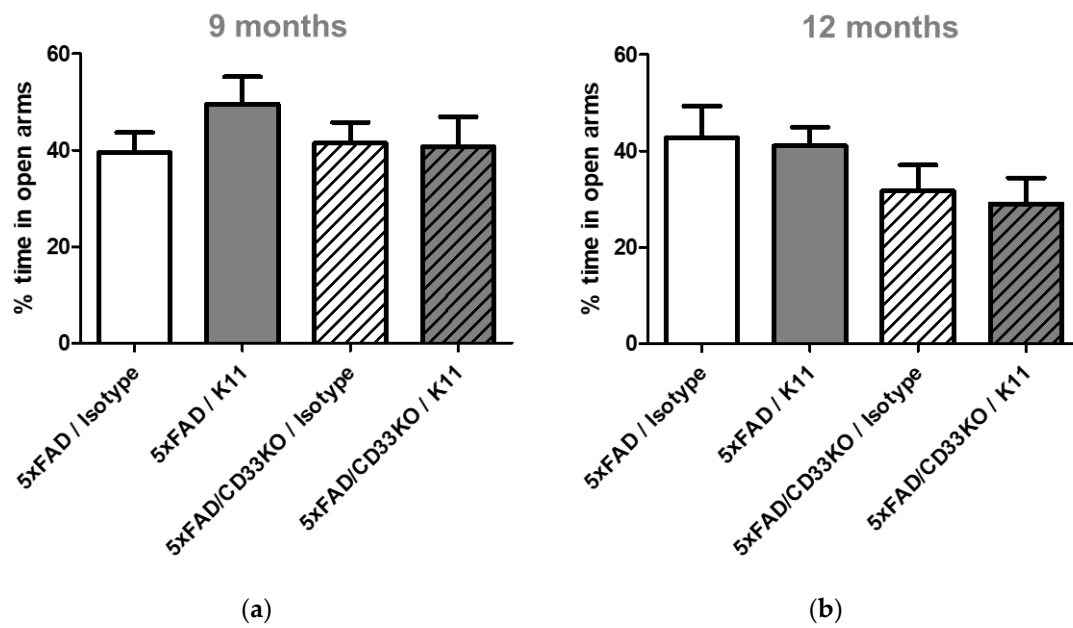 9 months
% time in open arms
60
40
20
0
5xFAD / Isotype
5xFAD / K11
5xFAD/CD33KO / Isotype
5xFAD/CD33KO / K11
(a)
12 months
% time in open arms
60
40
20
0
5xFAD / Isotype
5xFAD / K11
5xFAD/CD33KO / Isotype
5xFAD/CD33KO / K11
(b)